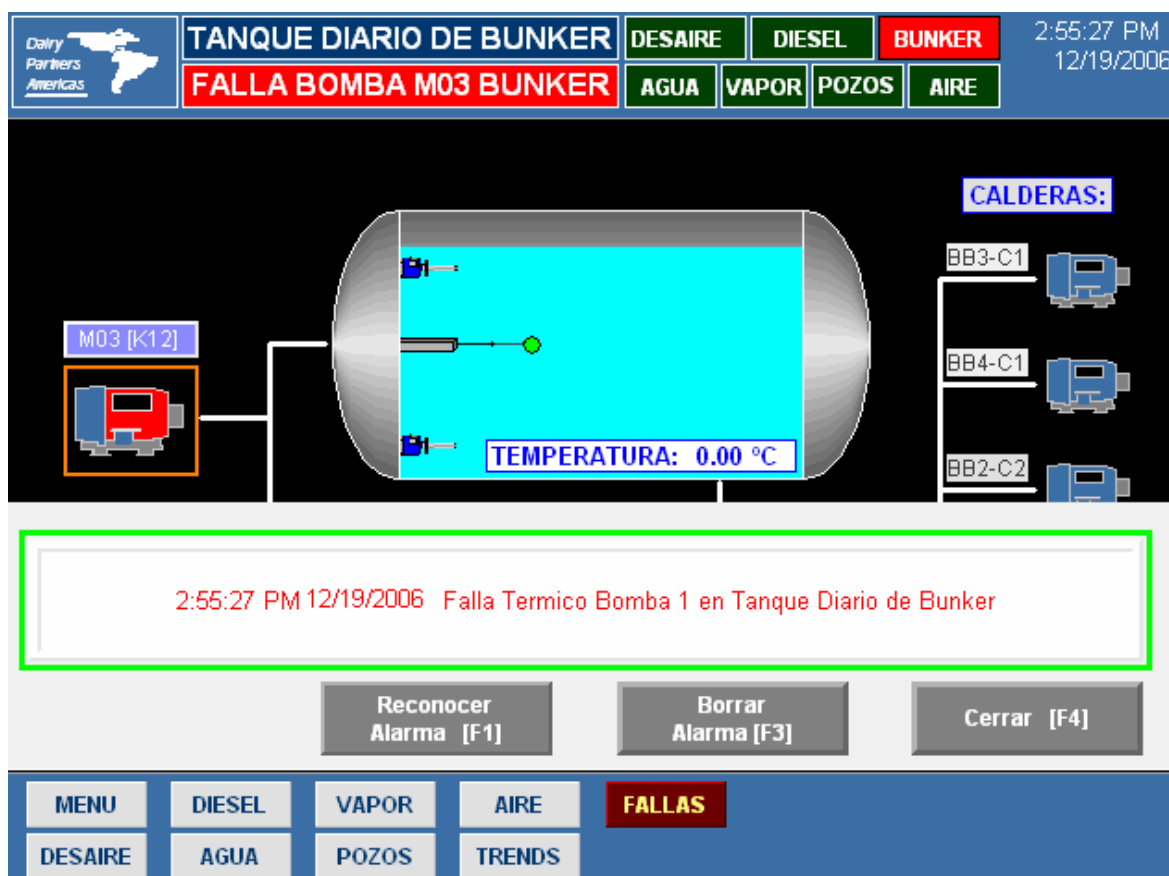 Dairy
Partners
Americas
TANQUE DIARIO DE BUNKER
FALLA BOMBA M03 BUNKER
DESAIRE DIESEL BUNKER
AGUA VAPOR POZOS AIRE
2:55:27 PM
12/19/2006
CALDERAS:
BB3-C1
M03 [K12]
BB4-C1
TEMPERATURA: 0.00 ºC
BB2-C2
2:55:27 PM 12/19/2006 Falla Termico Bomba 1 en Tanque Diario de Bunker
Reconocer
Alarma [F1]
Borrar
Alarma [F3]
Cerrar [F4]
MENU DIESEL VAPOR AIRE FALLAS
DESAIRE AGUA POZOS TRENDS